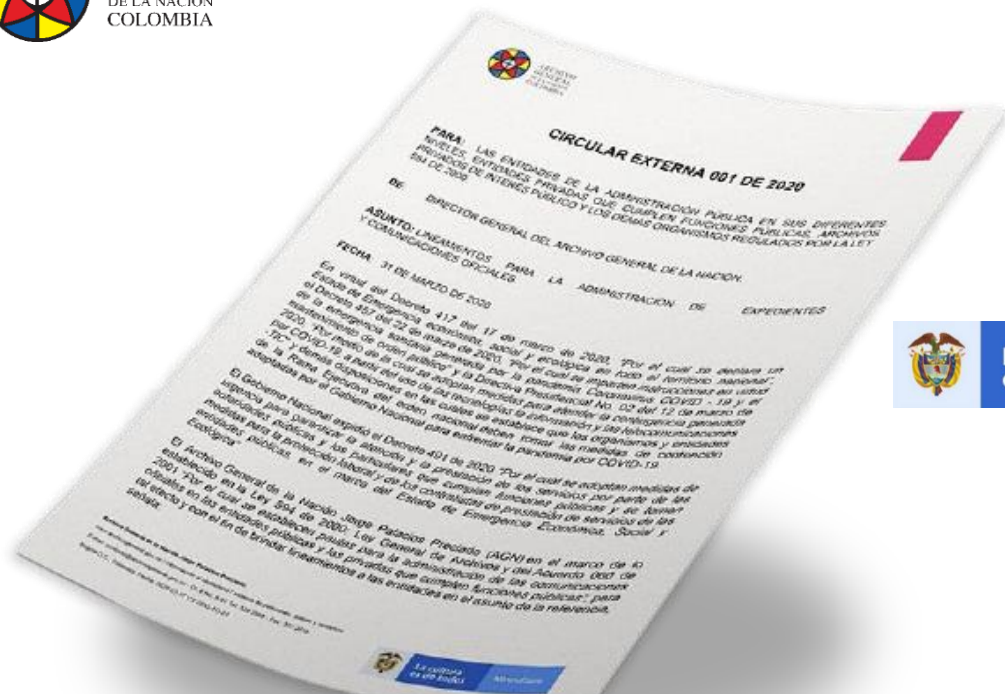 DE LA NACIÓN
COLOMBIA
ARCHIVO
GENERAL
DE LA NACIÓN
COLOMBIA
CIRCULAR EXTERNA 001 DE 2020
PARA: LAS ENTIDADES DE LA ADMINISTRACIÓN PÚBLICA EN SUS DIFERENTES
NIVELES, ENTIDADES PRIVADAS QUE CUMPLEN FUNCIONES PÚBLICAS, ARCHIVOS
PRIVADOS DE INTERÉS PÚBLICO Y LOS DEMÁS ORGANISMOS REGULADOS POR LA LEY
594 DE 2000.
DE DIRECTOR GENERAL DEL ARCHIVO GENERAL DE LA NACIÓN.
ASUNTO: LINEAMIENTOS PARA LA ADMINISTRACIÓN DE EXPEDIENTES
Y COMUNICACIONES OFICIALES
FECHA 31 DE MARZO DE 2020
En virtud del Decreto 417 del 17 de marzo de 2020, "Por el cual se declara un
Estado de Emergencia económica, social y ecológica en todo el territorio nacional",
el Decreto 457 del 22 de marzo de 2020, "Por el cual se imparten instrucciones en virtud
de la emergencia sanitaria generada por la pandemia Coronavirus COVID - 19 y el
mantenimiento de orden público" y la Directiva Presidencial No. 02 del 12 de marzo de
2020, "Por medio de la cual se adoptan medidas para atender la contingencia generada
por COVID-19, a partir del uso de las tecnologías la información y las telecomunicaciones
-TIC" y demás disposiciones en las cuales se establece que los organismos y entidades
de la Rama Ejecutiva del orden nacional deben tomar las medidas de contención
adoptadas por el Gobierno Nacional para enfrentar la pandemia por COVID-19.
El Gobierno Nacional expidió el Decreto 491 de 2020 "Por el cual se adoptan medidas de
urgencia para garantizar la atención y la prestación de los servicios por parte de las
autoridades públicas y los particulares que cumplan funciones públicas y se toman
medidas para la protección laboral y de los contratistas de prestación de servicios de las
entidades públicas, en el marco del Estado de Emergencia Económica, Social y
Ecológica".
El Archivo General de la Nación Jorge Palacios Preciado (AGN) en el marco de lo
establecido en la Ley 594 de 2000: Ley General de Archivos y del Acuerdo 060 de
2001 "Por el cual se establecen pautas para la administración de las comunicaciones
oficiales en las entidades públicas y las privadas que cumplen funciones públicas", para
tal efecto y con el fin de brindar lineamientos a las entidades en el asunto de la referencia,
señala:
La cultura
es de todos
Mincultura